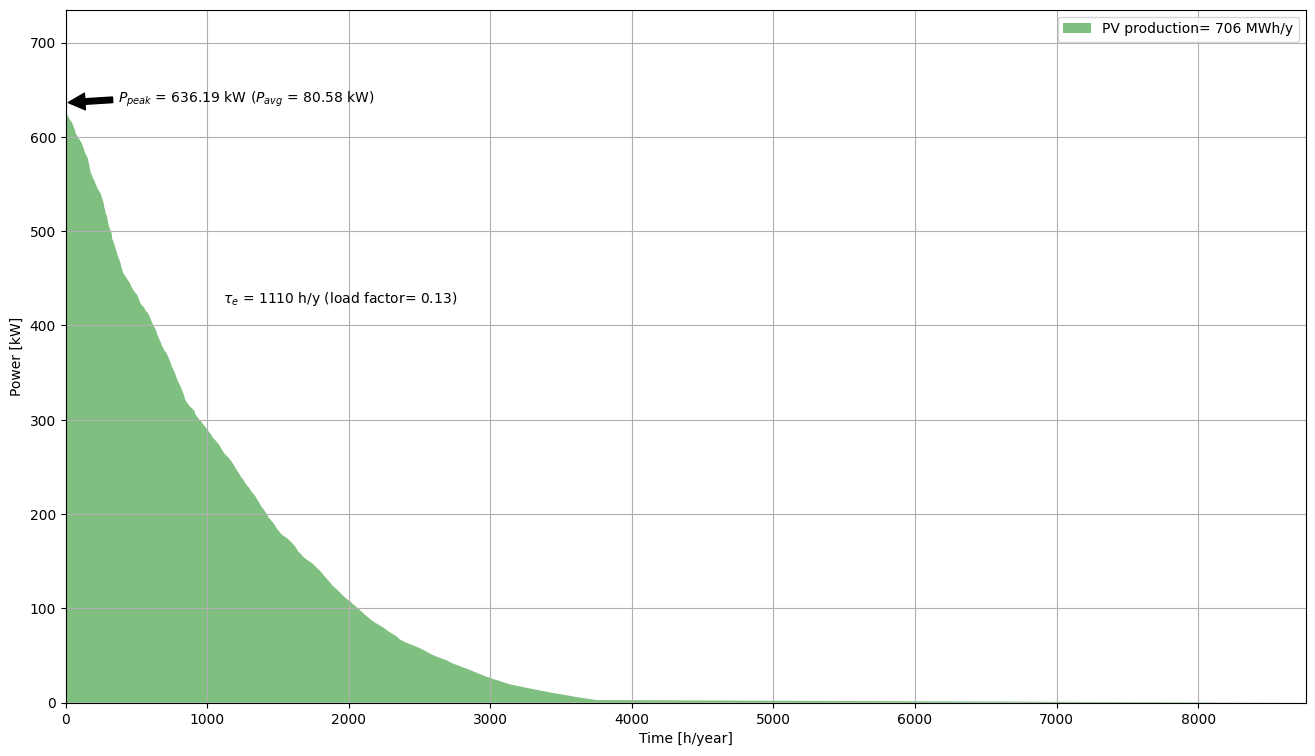 PV production= 706 MWh/y
P_peak = 636.19 kW (P_avg = 80.58 kW)
τ_e = 1110 h/y (load factor= 0.13)
Power [kW]
700
600
500
400
300
200
100
0
0 1000 2000 3000 4000 5000 6000 7000 8000
Time [h/year]